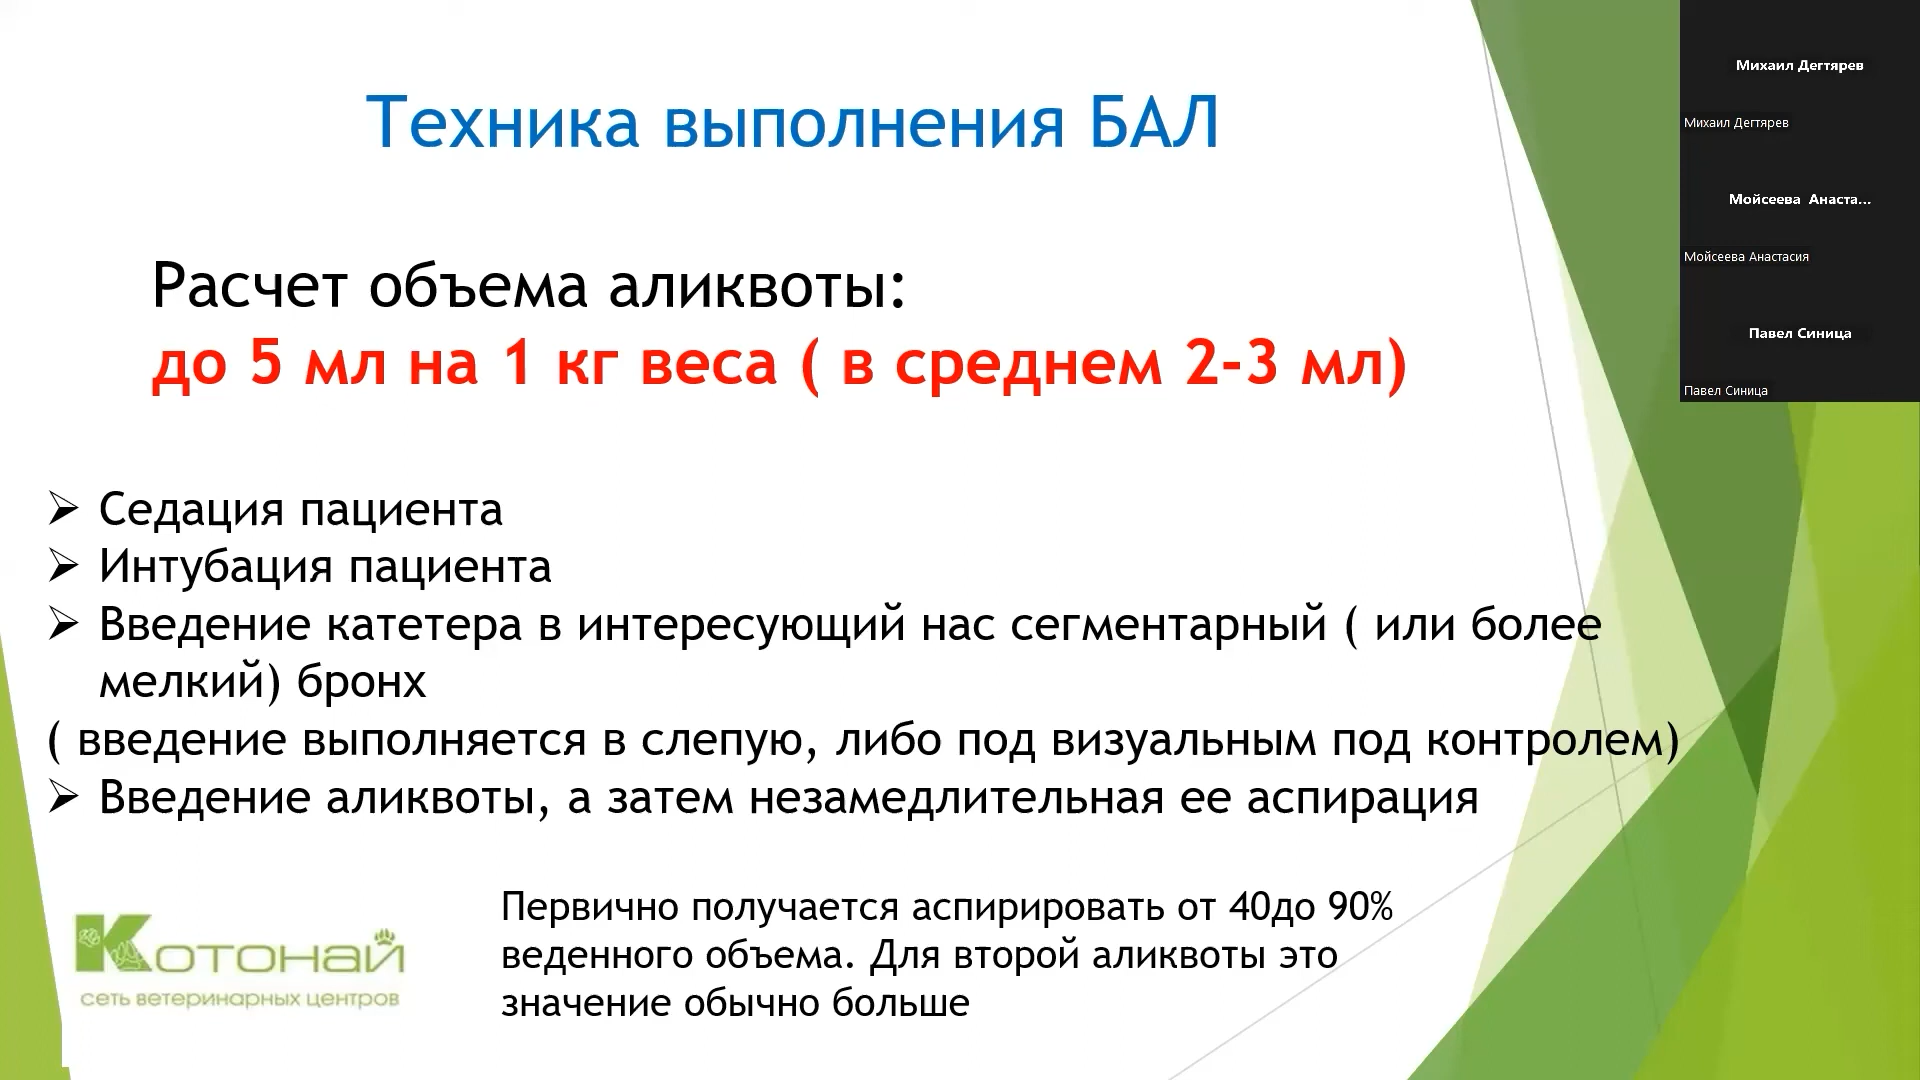 Техника выполнения БАЛ
Расчет объема аликвоты:
до 5 мл на 1 кг веса ( в среднем 2-3 мл)
➢ Седация пациента
➢ Интубация пациента
➢ Введение катетера в интересующий нас сегментарный ( или более
мелкий) бронх
( введение выполняется в слепую, либо под визуальным под контролем)
➢ Введение аликвоты, а затем незамедлительная ее аспирация
Первично получается аспирировать от 40до 90%
веденного объема. Для второй аликвоты это
значение обычно больше
Котонай
сеть ветеринарных центров
Михаил Дегтярев
Михаил Дегтярев
Мойсеева Анаста...
Мойсеева Анастасия
Павел Синица
Павел Синица